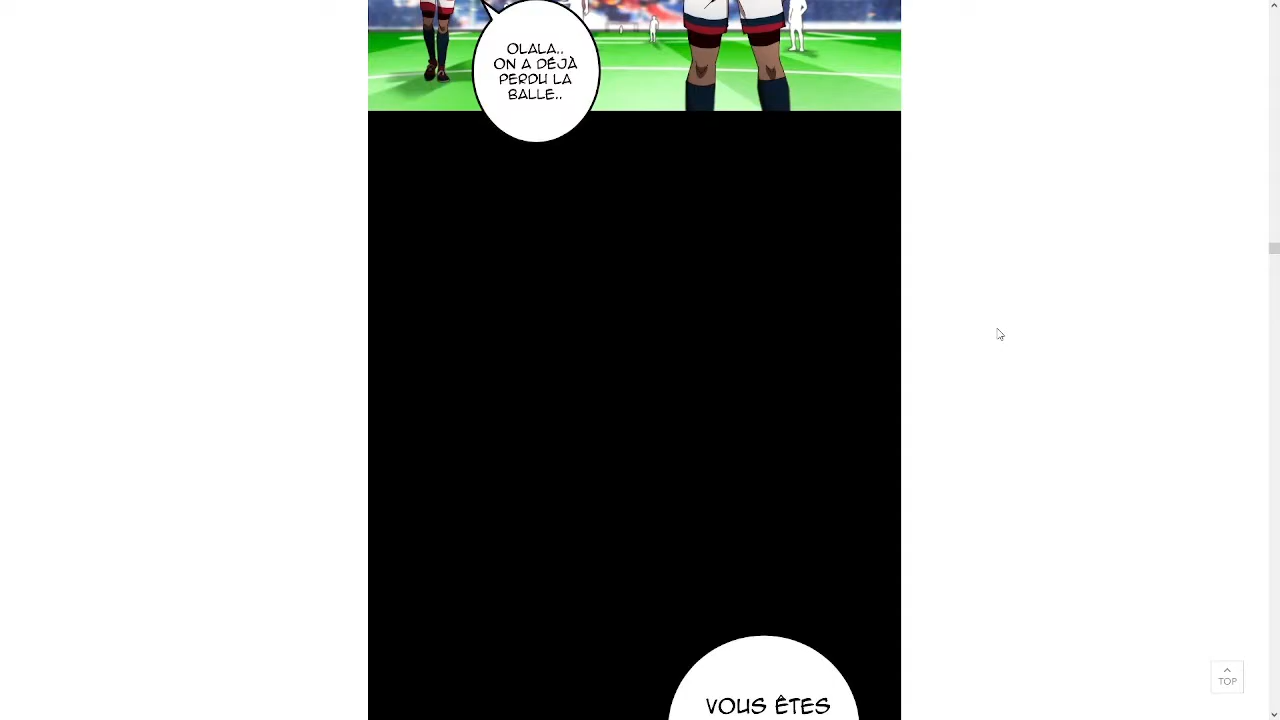 OLALA..
ON A DÉJÀ
PERDU LA
BALLE..
VOUS ÊTES
TOP